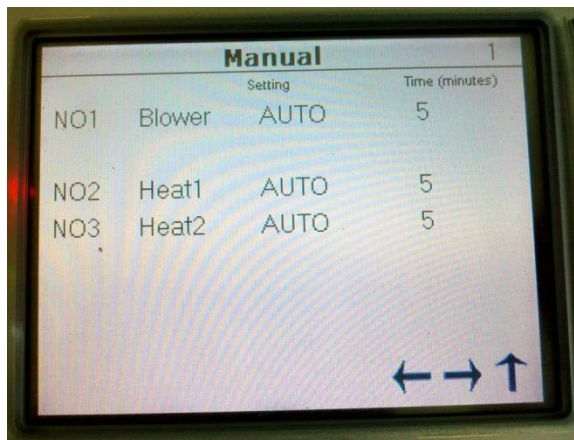 Manual 1
Setting Time (minutes)
NO1 Blower AUTO 5
NO2 Heat1 AUTO 5
NO3 Heat2 AUTO 5